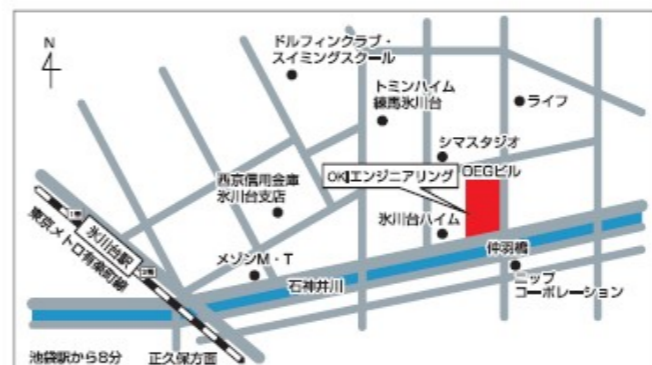 N
ドルフィンクラブ・
スイミングスクール
トミンハイム
練馬氷川台
ライフ
シマスタジオ
OKIエンジニアリング
OEGビル
西京信用金庫
氷川台支店
氷川台ハイム
仲羽橋
ニップ
コーポレーション
メゾンM・T
石神井川
氷川台駅
東京メトロ有楽町線
池袋駅から8分
正久保方面